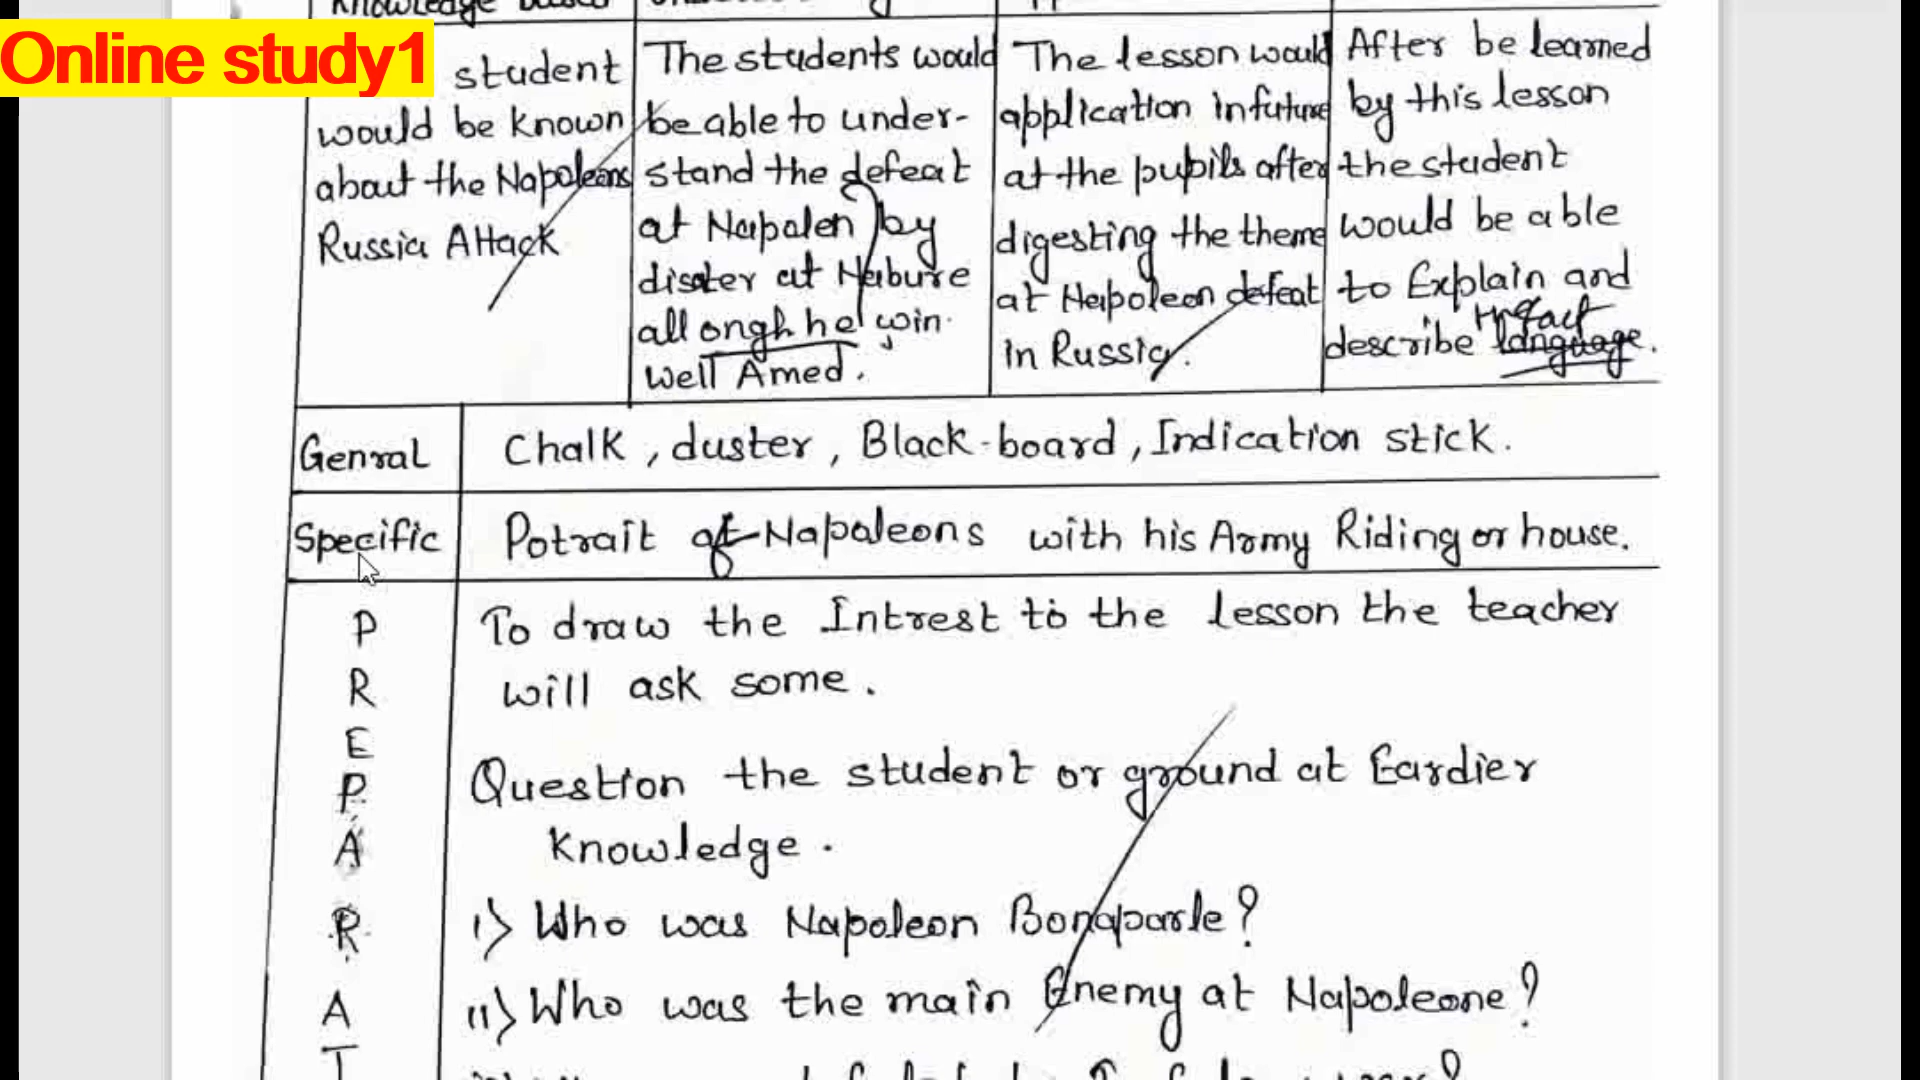 Online study1
Knowledge based
student
would be known
about the Napoleons
Russia Attack
The students would
be able to under-
stand the defeat
at Napolen by
disater at Nabure
all ongh he win.
well Amed.
The lesson would
application in future
at the pupils after
digesting the theme
at Napoleon defeat
in Russia.
After be learned
by this lesson
the student
would be able
to Explain and
describe language.
Genral
Chalk, duster, Black-board, Indication stick.
Specific
Potrait of Napaleons with his Army Riding or house.
P
R
E
P
A
R
A
T
To draw the Intrest to the lesson the teacher
will ask some.
Question the student or ground at Eardier
Knowledge.
i) Who was Napoleon Bonaparle?
ii) Who was the main Enemy at Napoleone?